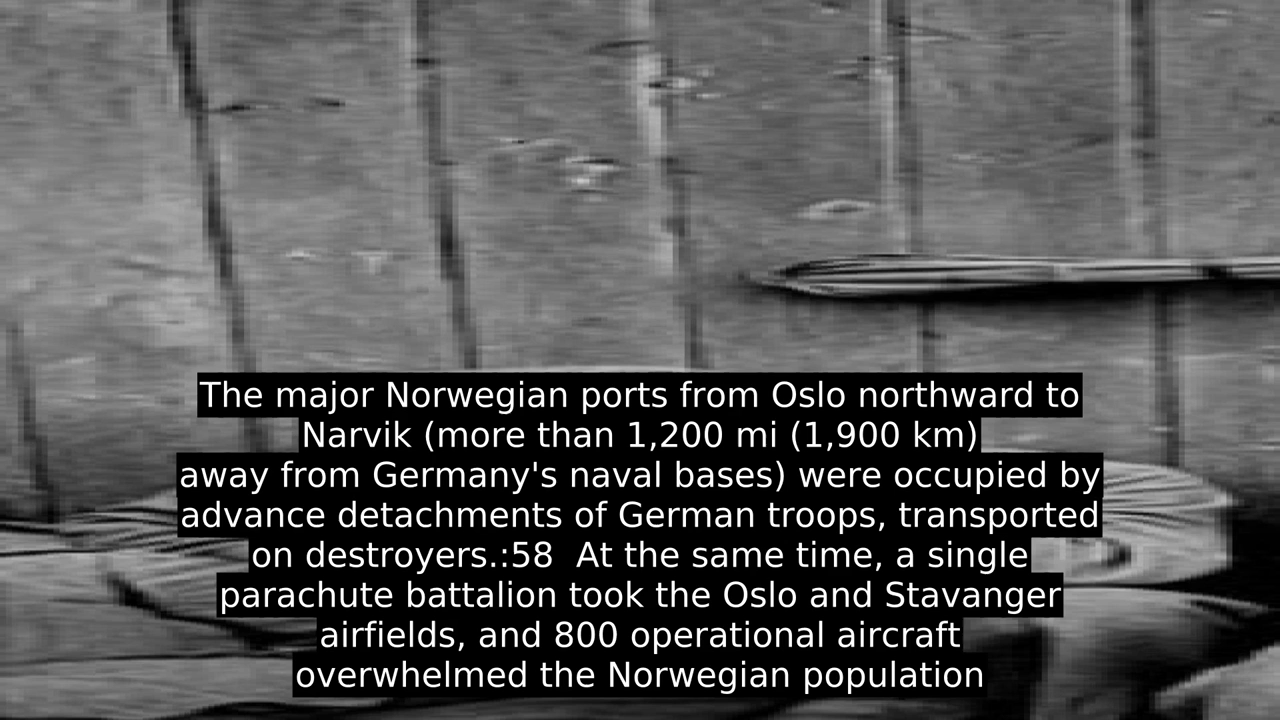 The major Norwegian ports from Oslo northward to
Narvik (more than 1,200 mi (1,900 km)
away from Germany's naval bases) were occupied by
advance detachments of German troops, transported
on destroyers.:58  At the same time, a single
parachute battalion took the Oslo and Stavanger
airfields, and 800 operational aircraft
overwhelmed the Norwegian population